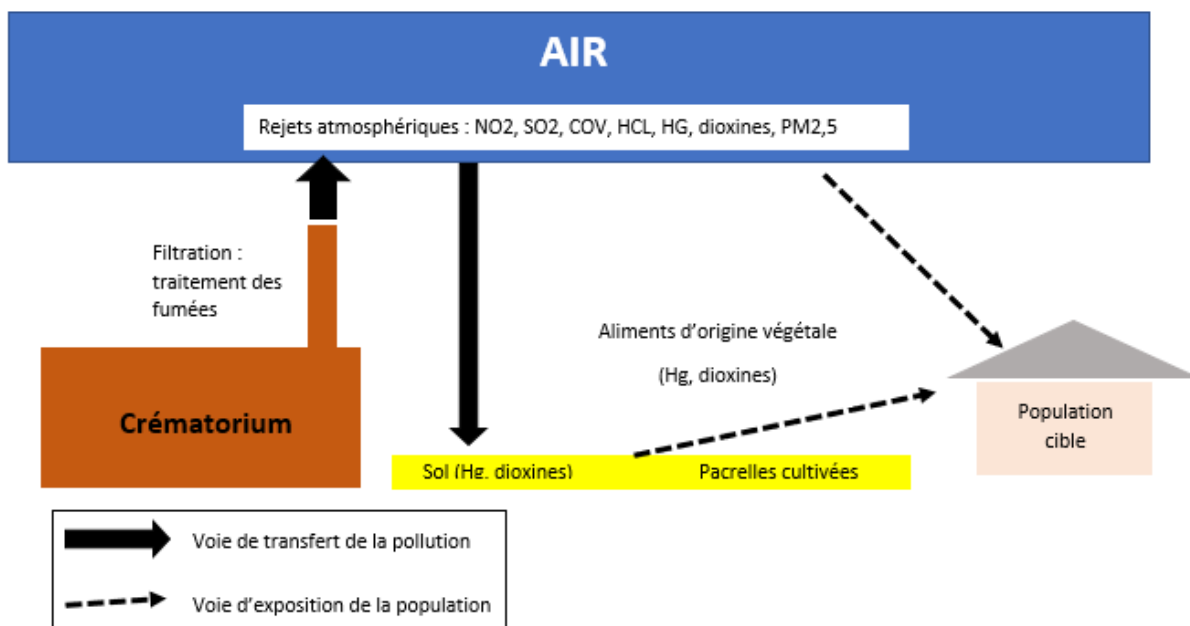 AIR
Rejets atmosphériques : NO2, SO2, COV, HCL, HG, dioxines, PM2,5
Filtration :
traitement des
fumées
Aliments d'origine végétale
(Hg, dioxines)
Crématorium
Population
cible
Sol (Hg, dioxines)
Pacrelles cultivées
Voie de transfert de la pollution
Voie d'exposition de la population